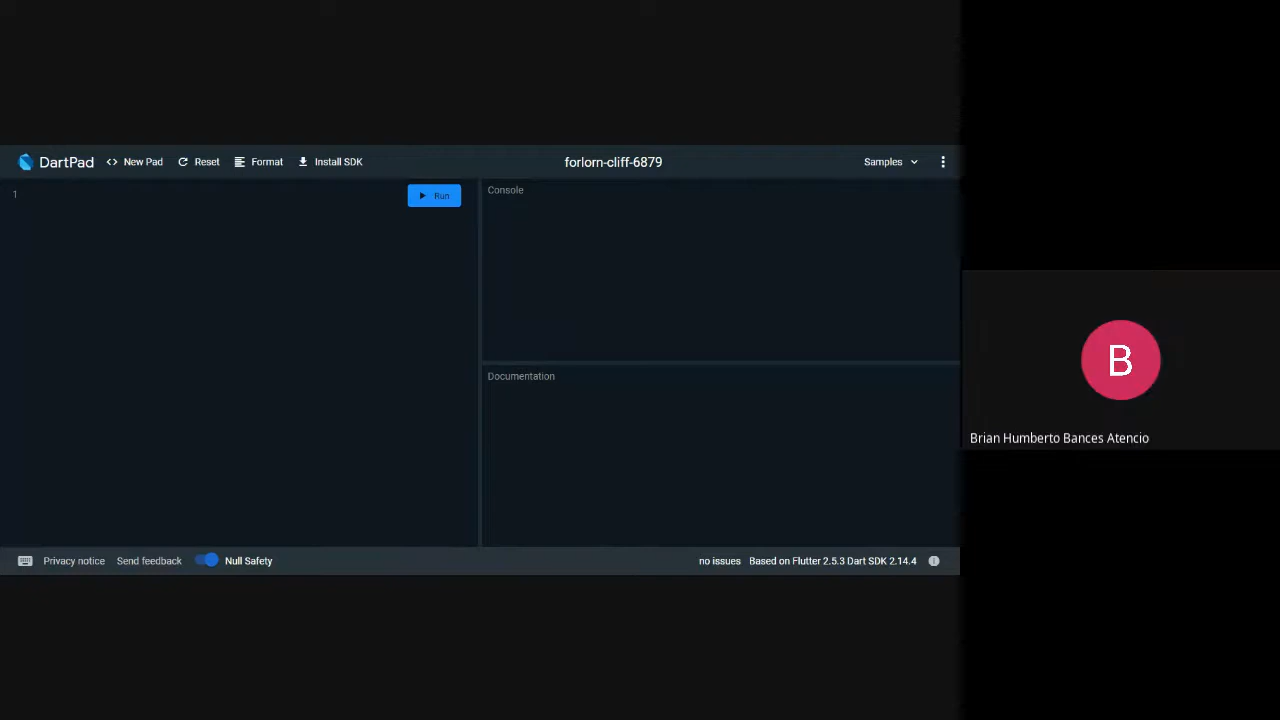 DartPad <> New Pad Reset Format Install SDK forlorn-cliff-6879 Samples
1
Run
Console
Documentation
B
Brian Humberto Bances Atencio
Privacy notice Send feedback Null Safety no issues Based on Flutter 2.5.3 Dart SDK 2.14.4